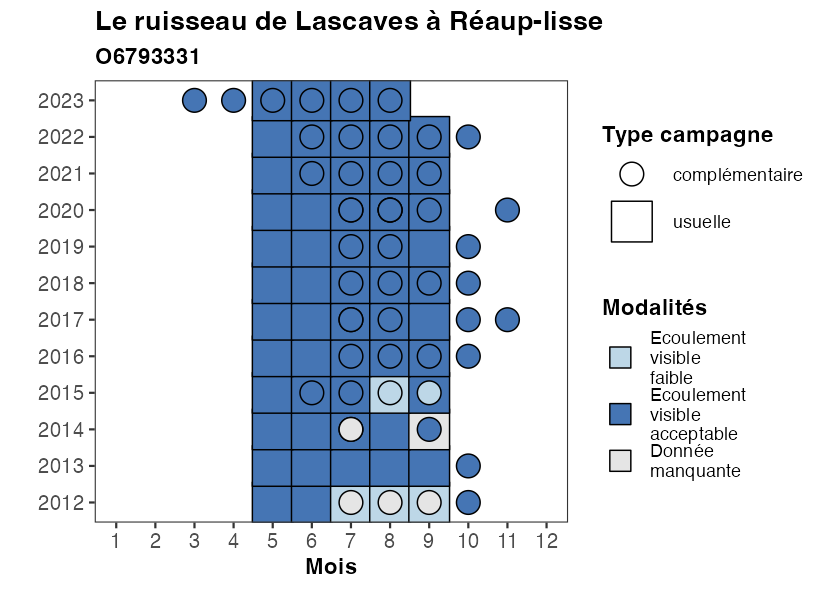 Le ruisseau de Lascaves à Réaup-lisse
O6793331
2023
2022
2021
2020
2019
2018
2017
2016
2015
2014
2013
2012
1 2 3 4 5 6 7 8 9 10 11 12
Mois
Type campagne
complémentaire
usuelle
Modalités
Ecoulement
visible
faible
Ecoulement
visible
acceptable
Donnée
manquante